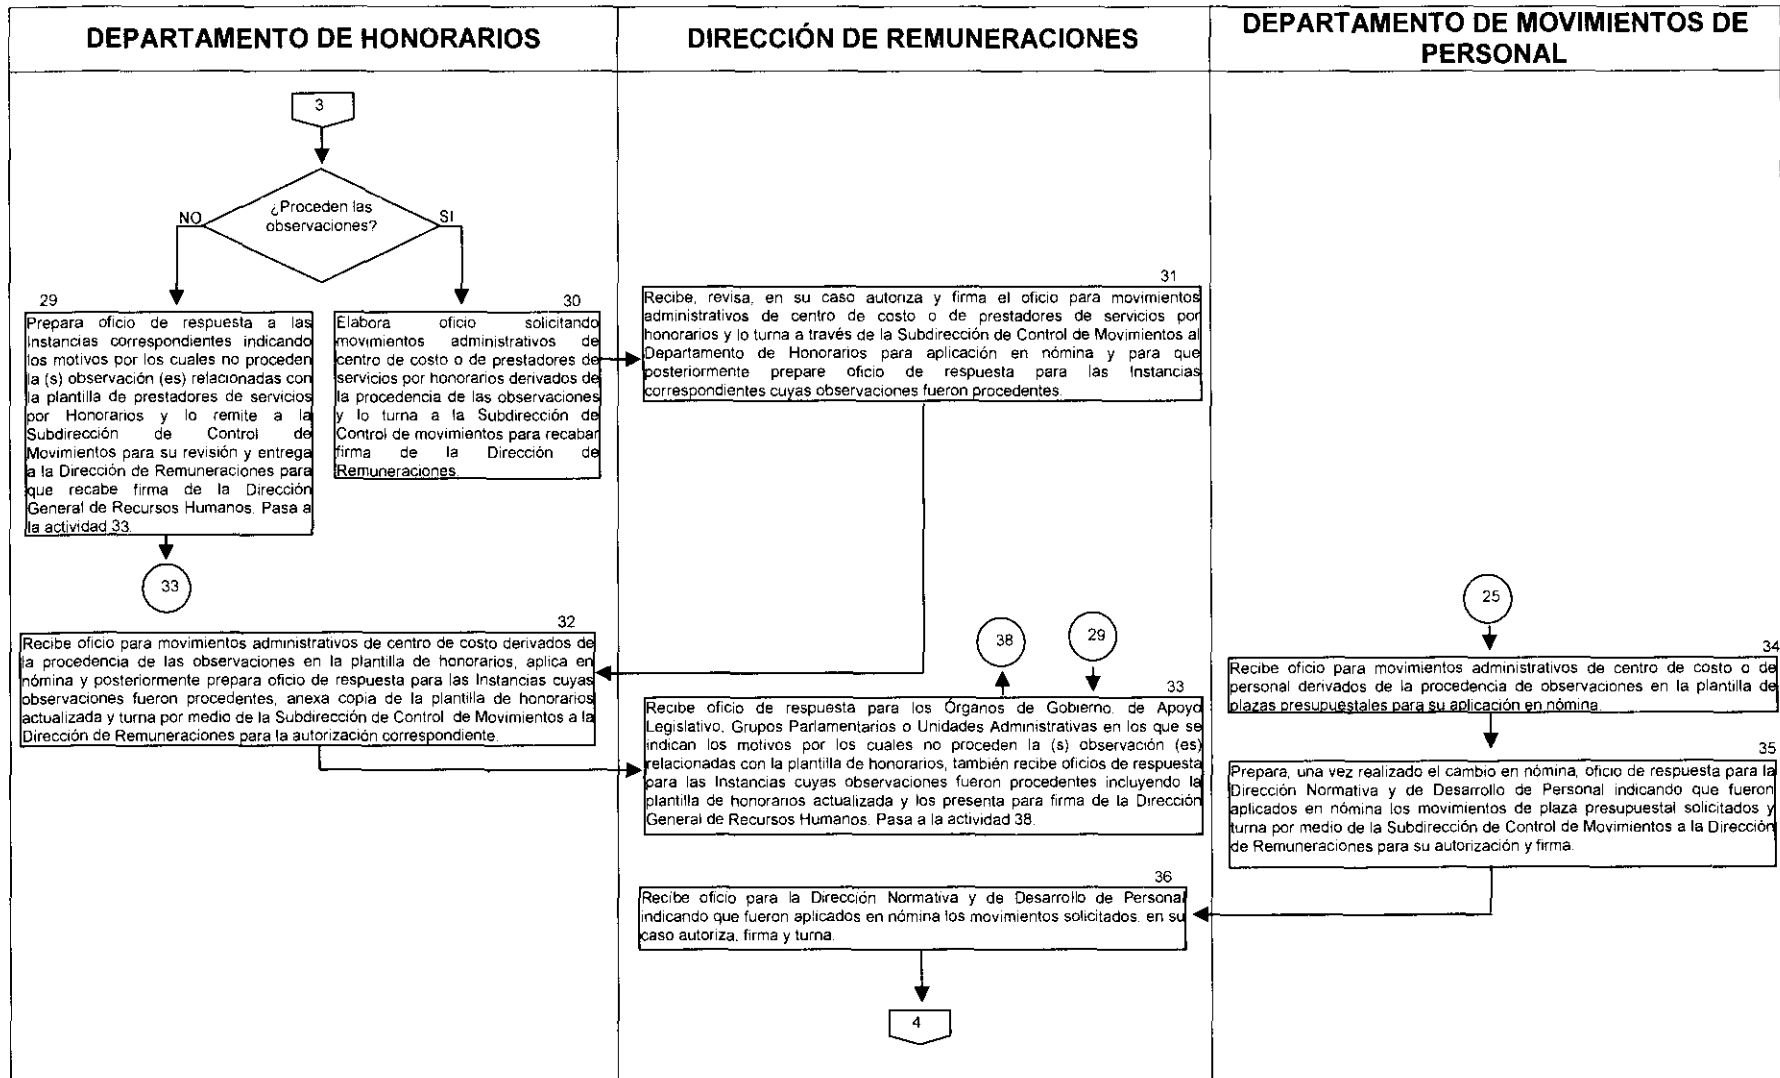 DEPARTAMENTO DE HONORARIOS
DIRECCIÓN DE REMUNERACIONES
DEPARTAMENTO DE MOVIMIENTOS DE
PERSONAL
3
¿Proceden las
observaciones?
NO
SI
29
Prepara oficio de respuesta a las
Instancias correspondientes indicando
los motivos por los cuales no proceden
la (s) observación (es) relacionadas con
la plantilla de prestadores de servicios
por Honorarios y lo remite a la
Subdirección de Control de
Movimientos para su revisión y entrega
a la Dirección de Remuneraciones para
que recabe firma de la Dirección
General de Recursos Humanos. Pasa a
la actividad 33.
33
30
Elabora oficio solicitando
movimientos administrativos de
centro de costo o de prestadores de
servicios por honorarios derivados de
la procedencia de las observaciones
y lo turna a la Subdirección de
Control de movimientos para recabar
firma de la Dirección de
Remuneraciones.
31
Recibe, revisa, en su caso autoriza y firma el oficio para movimientos
administrativos de centro de costo o de prestadores de servicios por
honorarios y lo turna a través de la Subdirección de Control de Movimientos al
Departamento de Honorarios para aplicación en nómina y para que
posteriormente prepare oficio de respuesta para las Instancias
correspondientes cuyas observaciones fueron procedentes.
32
Recibe oficio para movimientos administrativos de centro de costo derivados de
la procedencia de las observaciones en la plantilla de honorarios, aplica en
nómina y posteriormente prepara oficio de respuesta para las Instancias cuyas
observaciones fueron procedentes, anexa copia de la plantilla de honorarios
actualizada y turna por medio de la Subdirección de Control de Movimientos a la
Dirección de Remuneraciones para la autorización correspondiente.
38
29
33
Recibe oficio de respuesta para los Órganos de Gobierno, de Apoyo
Legislativo, Grupos Parlamentarios o Unidades Administrativas en los que se
indican los motivos por los cuales no proceden la (s) observación (es)
relacionadas con la plantilla de honorarios, también recibe oficios de respuesta
para las Instancias cuyas observaciones fueron procedentes incluyendo la
plantilla de honorarios actualizada y los presenta para firma de la Dirección
General de Recursos Humanos. Pasa a la actividad 38.
25
34
Recibe oficio para movimientos administrativos de centro de costo o de
personal derivados de la procedencia de observaciones en la plantilla de
plazas presupuestales para su aplicación en nómina.
35
Prepara, una vez realizado el cambio en nómina, oficio de respuesta para la
Dirección Normativa y de Desarrollo de Personal indicando que fueron
aplicados en nómina los movimientos de plaza presupuestal solicitados y
turna por medio de la Subdirección de Control de Movimientos a la Dirección
de Remuneraciones para su autorización y firma.
36
Recibe oficio para la Dirección Normativa y de Desarrollo de Personal
indicando que fueron aplicados en nómina los movimientos solicitados, en su
caso autoriza, firma y turna.
4